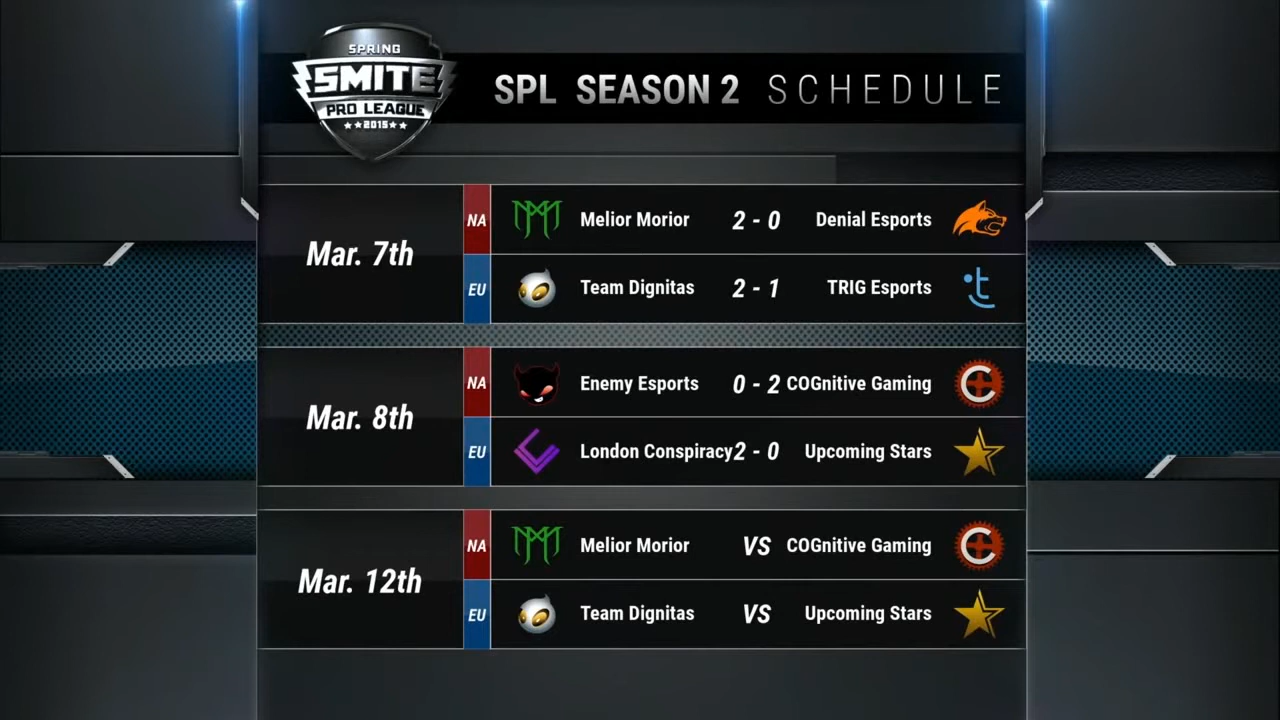 SPRING
SMITE
PRO LEAGUE
2015
SPL SEASON 2 SCHEDULE
Mar. 7th
NA Melior Morior 2 - 0 Denial Esports
EU Team Dignitas 2 - 1 TRIG Esports
Mar. 8th
NA Enemy Esports 0 - 2 COGnitive Gaming
EU London Conspiracy 2 - 0 Upcoming Stars
Mar. 12th
NA Melior Morior VS COGnitive Gaming
EU Team Dignitas VS Upcoming Stars